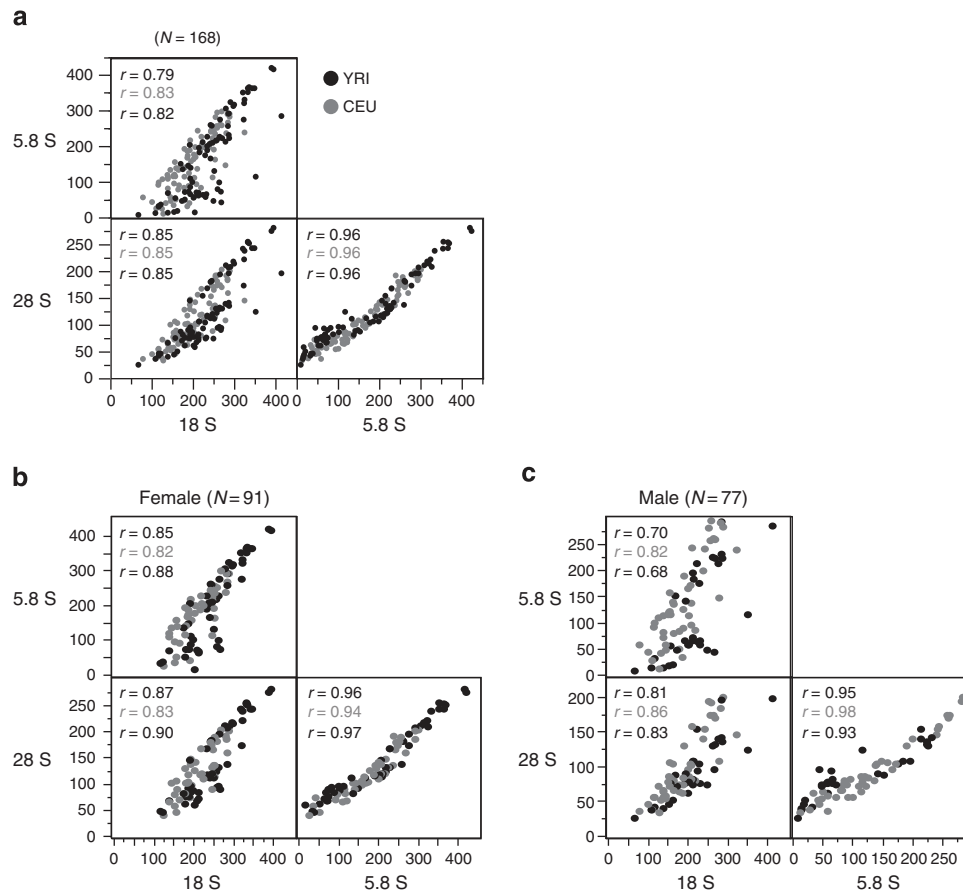 a
(N = 168)
r = 0.79
r = 0.83
r = 0.82
YRI
CEU
5.8 S
400
300
200
100
0
r = 0.85
r = 0.85
r = 0.85
r = 0.96
r = 0.96
r = 0.96
28 S
250
200
150
100
50
0
0 100 200 300 400 0 100 200 300 400
18 S 5.8 S
b
Female (N = 91)
r = 0.85
r = 0.82
r = 0.88
5.8 S
400
300
200
100
0
r = 0.87
r = 0.83
r = 0.90
r = 0.96
r = 0.94
r = 0.97
28 S
250
200
150
100
50
0
0 100 200 300 400 0 100 200 300 400
18 S 5.8 S
c
Male (N = 77)
r = 0.70
r = 0.82
r = 0.68
5.8 S
250
200
150
100
50
0
r = 0.81
r = 0.86
r = 0.83
r = 0.95
r = 0.98
r = 0.93
28 S
200
150
100
50
0
0 100 200 300 400 0 50 100 150 200 250
18 S 5.8 S